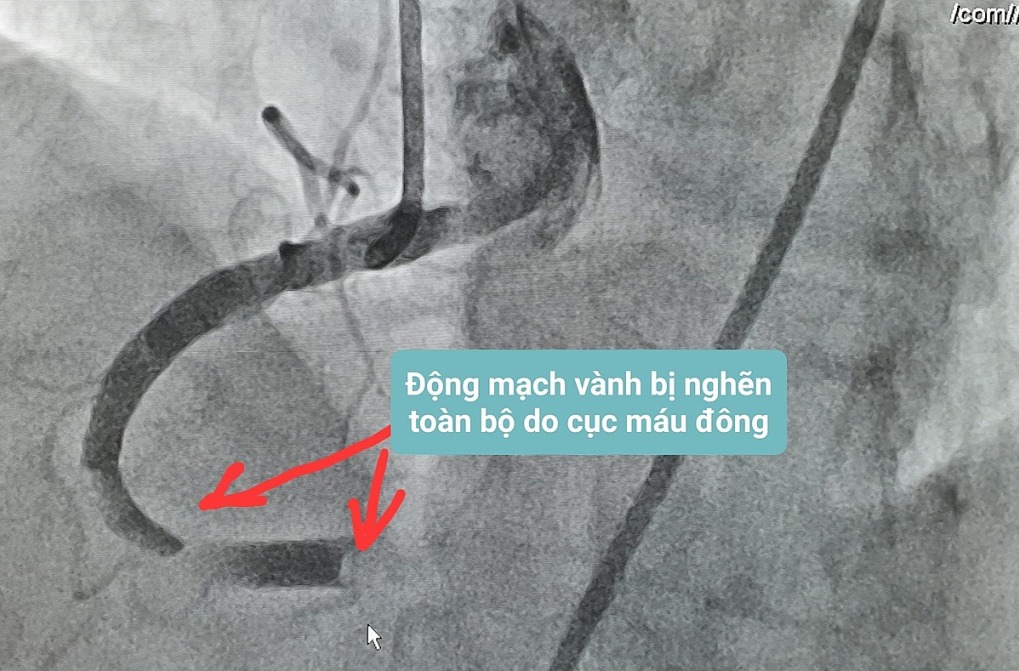 /com/
Động mạch vành bị nghẽn
toàn bộ do cục máu đông